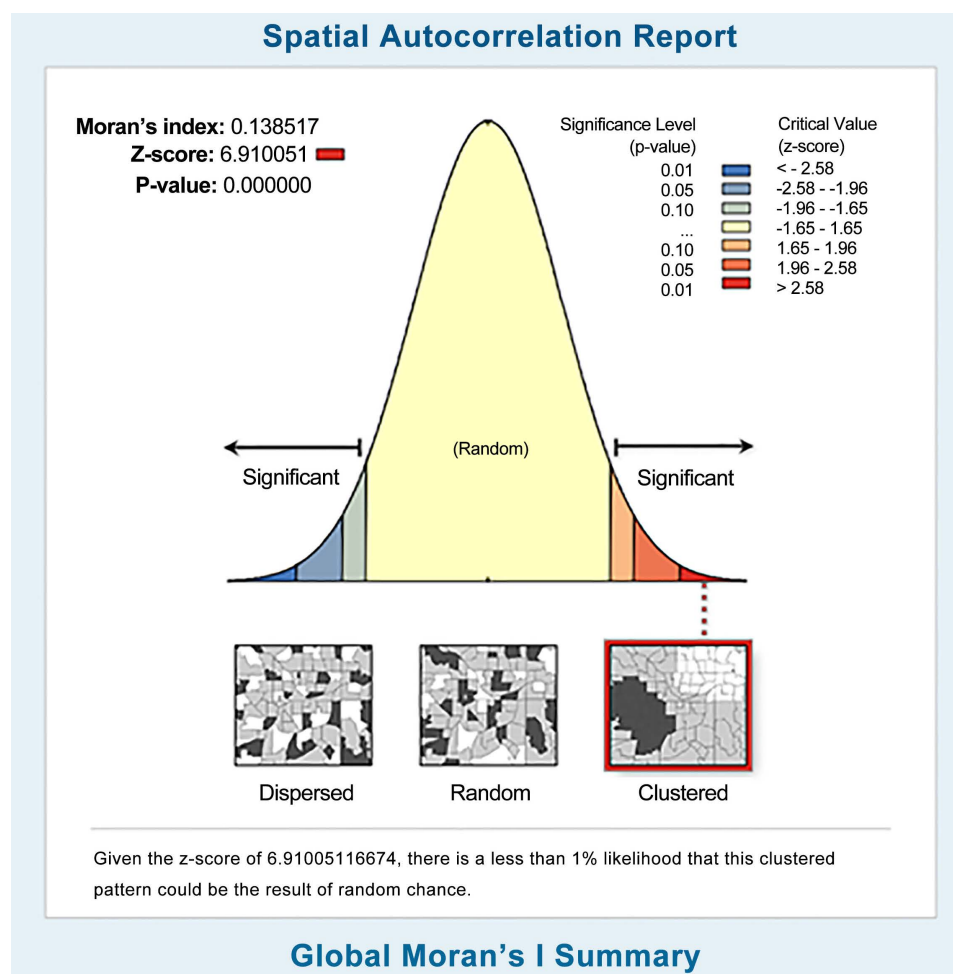 Spatial Autocorrelation Report
Moran's index: 0.138517
Z-score: 6.910051
P-value: 0.000000
Significance Level
(p-value)
Critical Value
(z-score)
0.01 < - 2.58
0.05 -2.58 - -1.96
0.10 -1.96 - -1.65
... -1.65 - 1.65
0.10 1.65 - 1.96
0.05 1.96 - 2.58
0.01 > 2.58
(Random)
Significant
Significant
Dispersed
Random
Clustered
Given the z-score of 6.91005116674, there is a less than 1% likelihood that this clustered
pattern could be the result of random chance.
Global Moran's I Summary